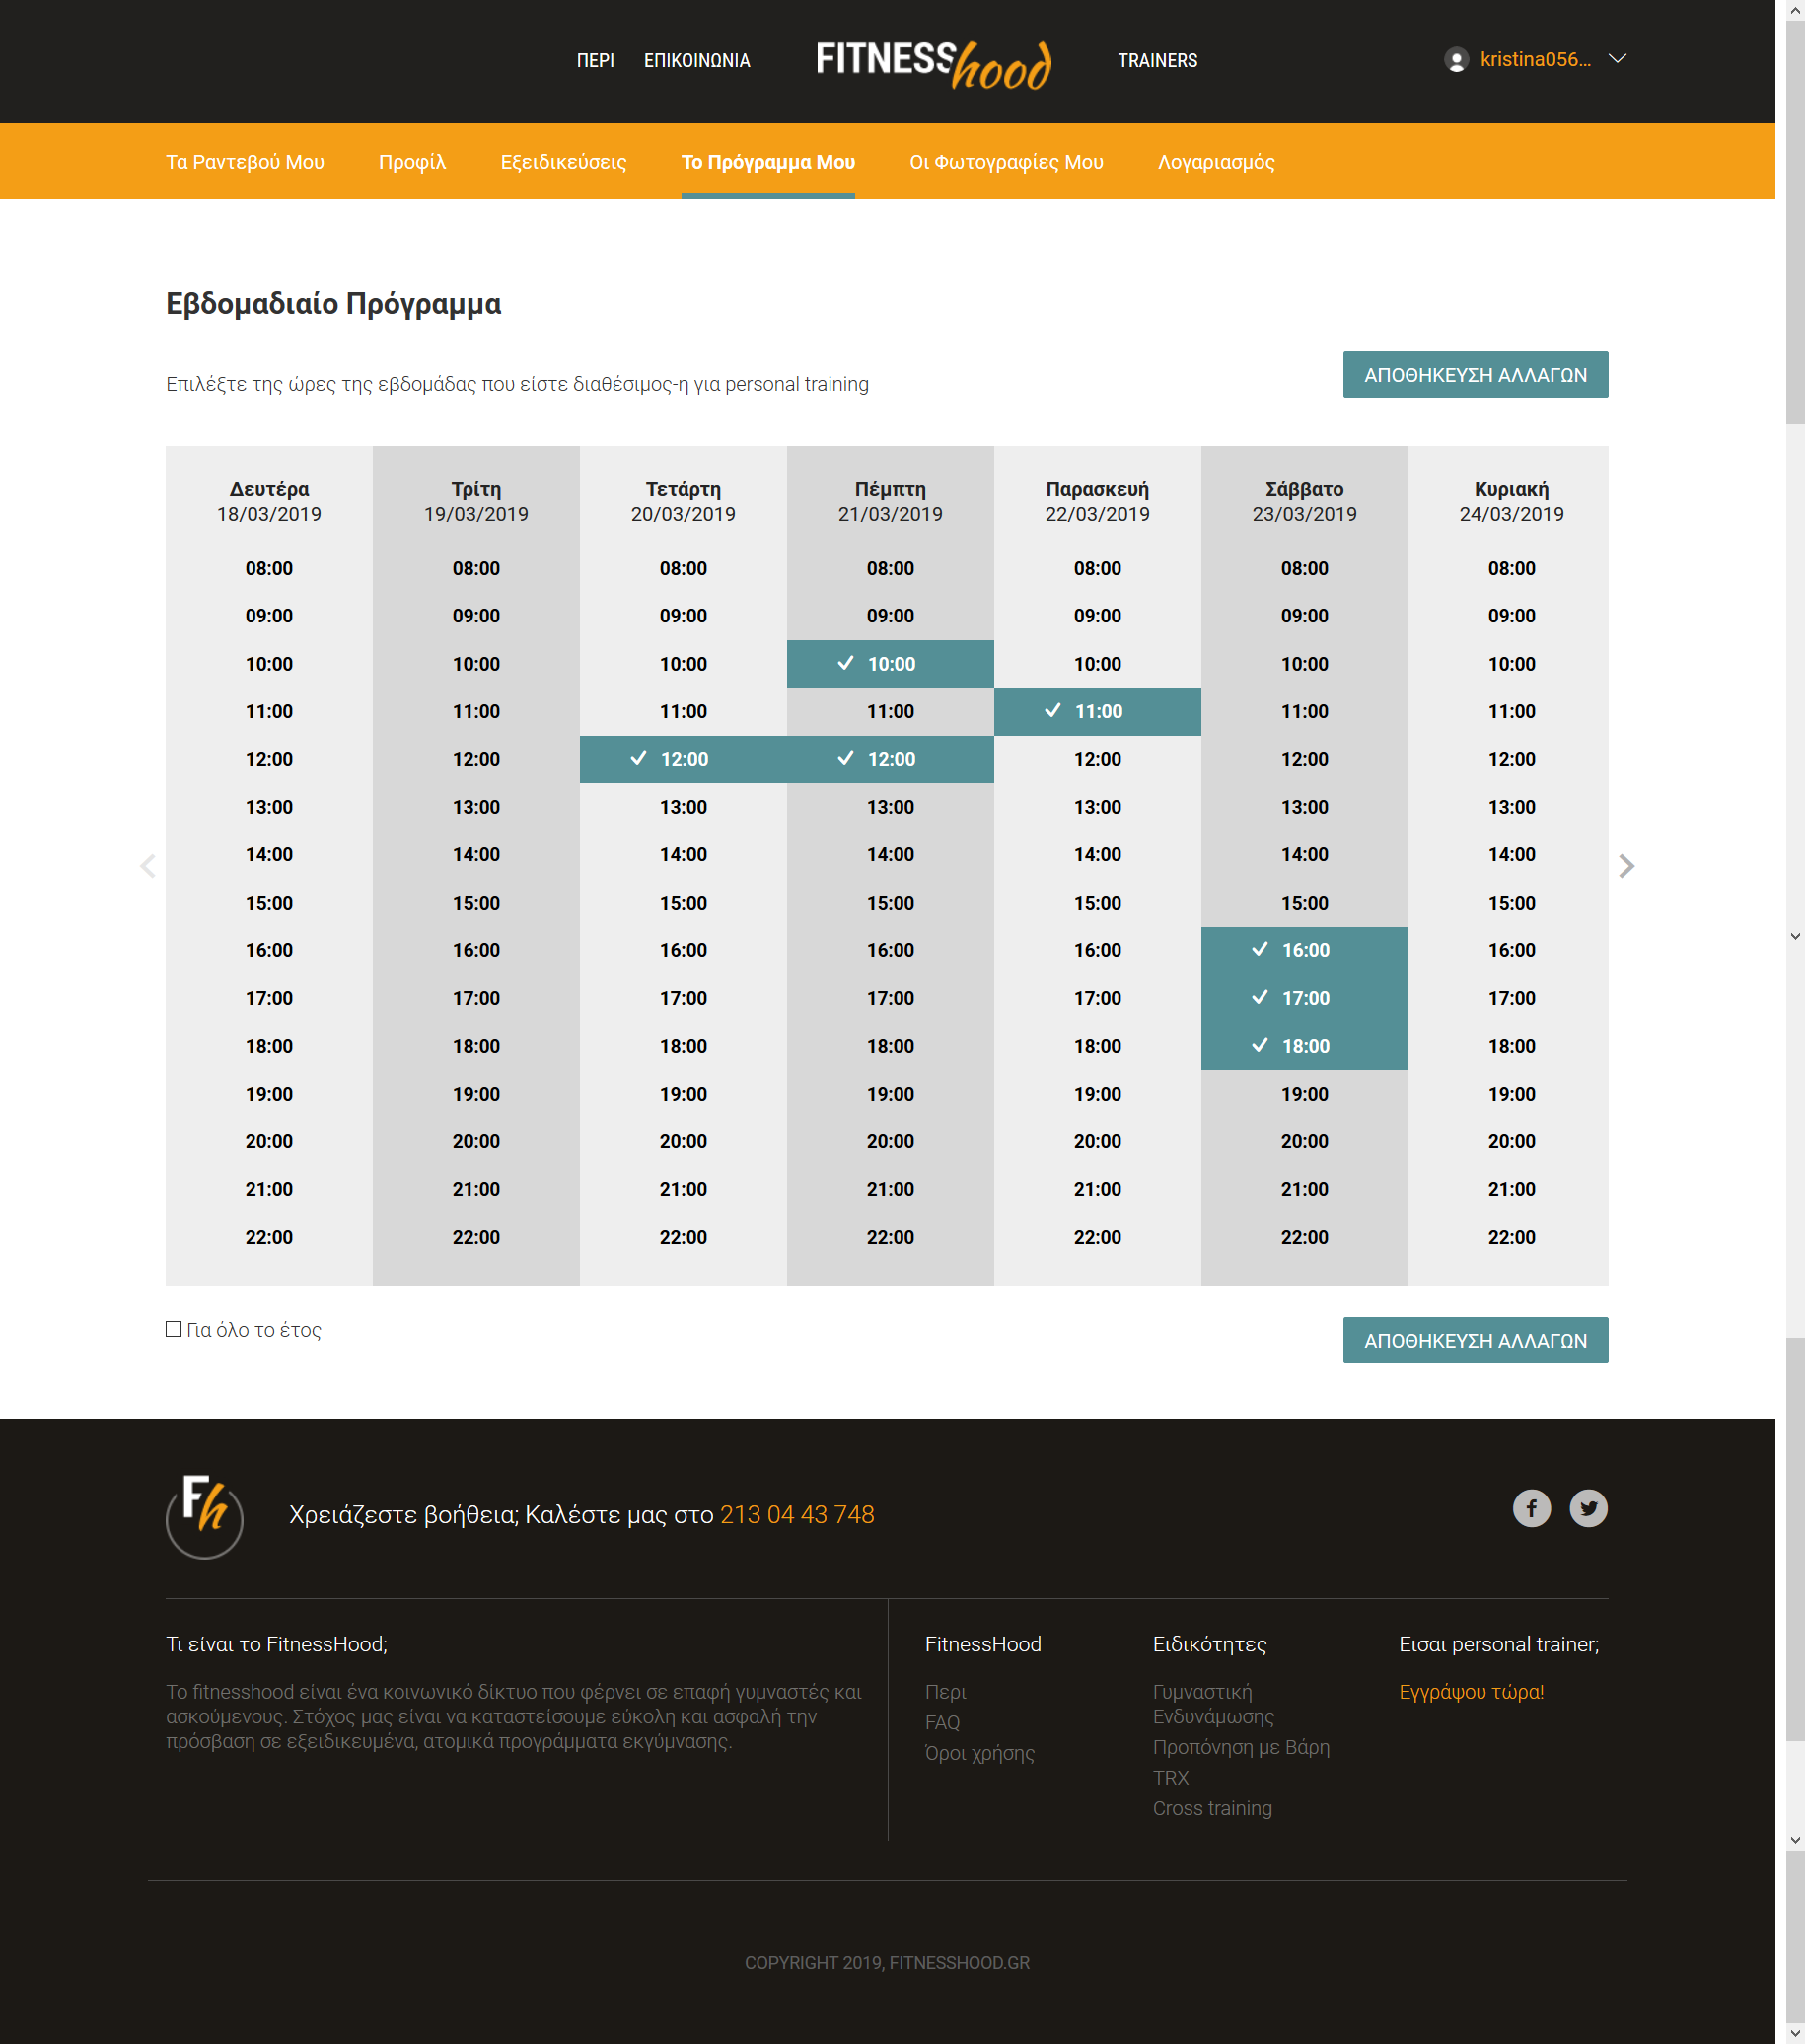 ΠΕΡΙ ΕΠΙΚΟΙΝΩΝΙΑ FITNESShood TRAINERS kristina056...
Τα Ραντεβού Μου Προφίλ Εξειδικεύσεις Το Πρόγραμμα Μου Οι Φωτογραφίες Μου Λογαριασμός
Εβδομαδιαίο Πρόγραμμα
Επιλέξτε της ώρες της εβδομάδας που είστε διαθέσιμος-η για personal training
ΑΠΟΘΗΚΕΥΣΗ ΑΛΛΑΓΩΝ
Δευτέρα Τρίτη Τετάρτη Πέμπτη Παρασκευή Σάββατο Κυριακή
18/03/2019 19/03/2019 20/03/2019 21/03/2019 22/03/2019 23/03/2019 24/03/2019
08:00 08:00 08:00 08:00 08:00 08:00 08:00
09:00 09:00 09:00 09:00 09:00 09:00 09:00
10:00 10:00 10:00 10:00 10:00 10:00 10:00
11:00 11:00 11:00 11:00 11:00 11:00 11:00
12:00 12:00 12:00 12:00 12:00 12:00 12:00
13:00 13:00 13:00 13:00 13:00 13:00 13:00
14:00 14:00 14:00 14:00 14:00 14:00 14:00
15:00 15:00 15:00 15:00 15:00 15:00 15:00
16:00 16:00 16:00 16:00 16:00 16:00 16:00
17:00 17:00 17:00 17:00 17:00 17:00 17:00
18:00 18:00 18:00 18:00 18:00 18:00 18:00
19:00 19:00 19:00 19:00 19:00 19:00 19:00
20:00 20:00 20:00 20:00 20:00 20:00 20:00
21:00 21:00 21:00 21:00 21:00 21:00 21:00
22:00 22:00 22:00 22:00 22:00 22:00 22:00
Για όλο το έτος
ΑΠΟΘΗΚΕΥΣΗ ΑΛΛΑΓΩΝ
Fh
Χρειάζεστε βοήθεια; Καλέστε μας στο 213 04 43 748
Τι είναι το FitnessHood;
Το fitnesshood είναι ένα κοινωνικό δίκτυο που φέρνει σε επαφή γυμναστές και
ασκούμενους. Στόχος μας είναι να καταστείσουμε εύκολη και ασφαλή την
πρόσβαση σε εξειδικευμένα, ατομικά προγράμματα εκγύμνασης.
FitnessHood
Περι
FAQ
Όροι χρήσης
Ειδικότητες
Γυμναστική
Ενδυνάμωσης
Προπόνηση με Βάρη
TRX
Cross training
Εισαι personal trainer;
Εγγράψου τώρα!
COPYRIGHT 2019, FITNESSHOOD.GR